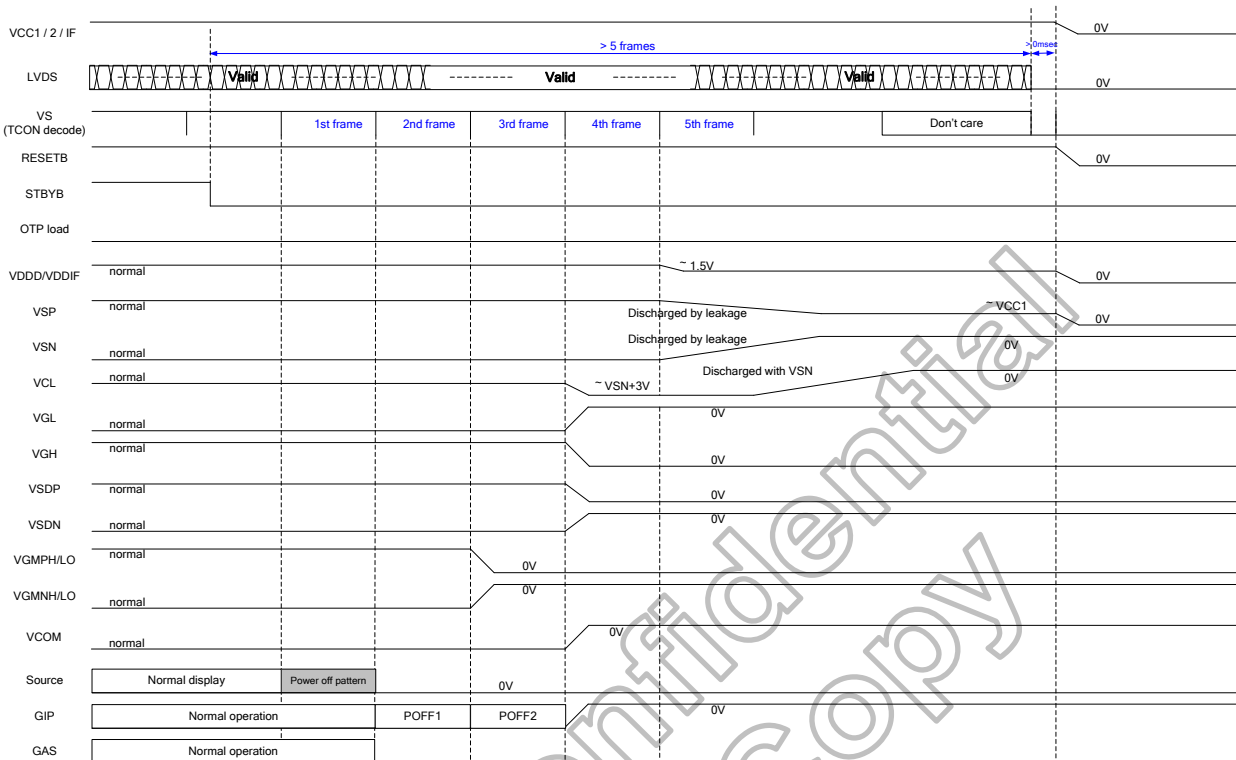 VCC1 / 2 / IF
0V
> 5 frames
> 0msec
LVDS
Valid
Valid
Valid
0V
VS
(TCON decode)
1st frame
2nd frame
3rd frame
4th frame
5th frame
Don't care
RESETB
0V
STBYB
OTP load
VDDD/VDDIF
normal
~ 1.5V
0V
VSP
normal
Discharged by leakage
~ VCC1
0V
VSN
normal
Discharged by leakage
0V
VCL
normal
~ VSN+3V
Discharged with VSN
0V
VGL
normal
0V
VGH
normal
0V
VSDP
normal
0V
VSDN
normal
0V
VGMPH/LO
normal
0V
VGMNH/LO
normal
0V
VCOM
normal
0V
Source
Normal display
Power off pattern
0V
GIP
Normal operation
POFF1
POFF2
0V
GAS
Normal operation
nfidential
Copy